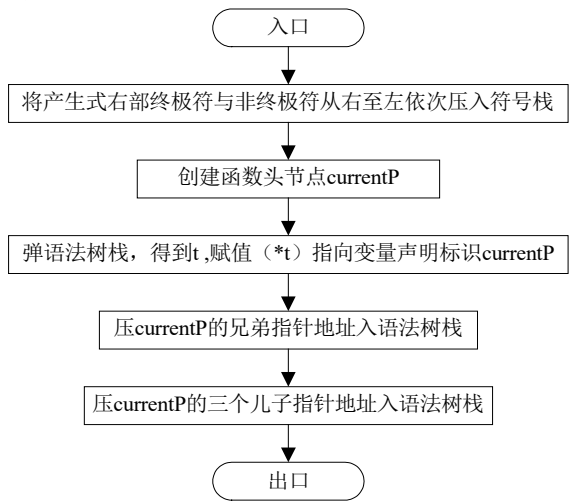 入口
将产生式右部终极符与非终极符从右至左依次压入符号栈
创建函数头节点currentP
弹语法树栈，得到t ,赋值（*t）指向变量声明标识currentP
压currentP的兄弟指针地址入语法树栈
压currentP的三个儿子指针地址入语法树栈
出口